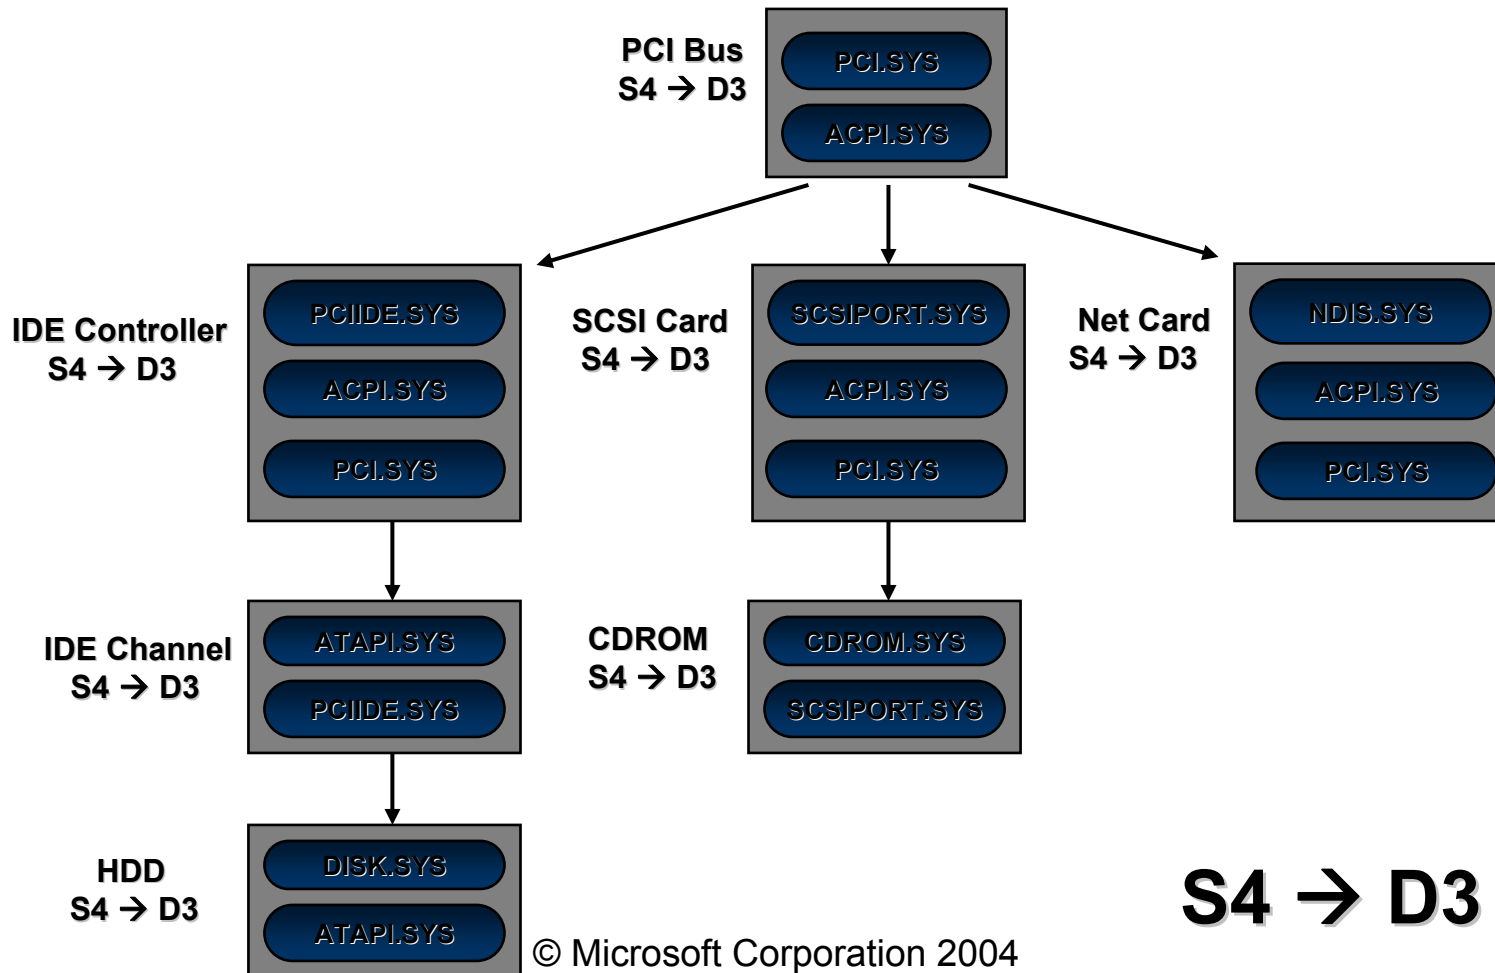 PCI Bus
S4 → D3
PCI.SYS
ACPI.SYS
IDE Controller
S4 → D3
PCIIDE.SYS
ACPI.SYS
PCI.SYS
SCSI Card
S4 → D3
SCSIPORT.SYS
ACPI.SYS
PCI.SYS
Net Card
S4 → D3
NDIS.SYS
ACPI.SYS
PCI.SYS
IDE Channel
S4 → D3
ATAPI.SYS
PCIIDE.SYS
CDROM
S4 → D3
CDROM.SYS
SCSIPORT.SYS
HDD
S4 → D3
DISK.SYS
ATAPI.SYS
S4 → D3
© Microsoft Corporation 2004